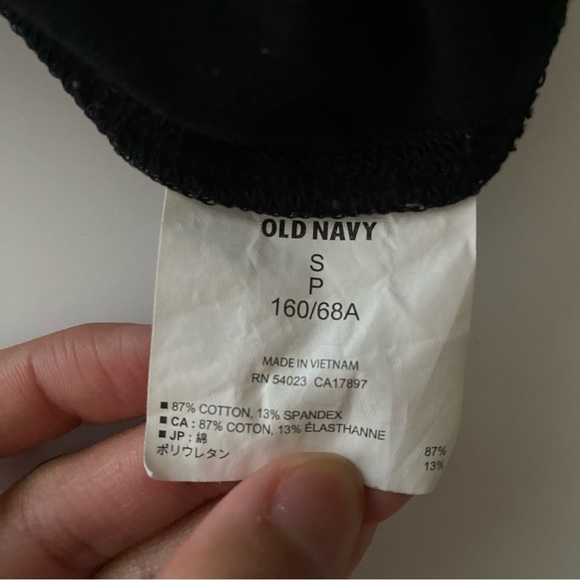 OLD NAVY
S
P
160/68A
MADE IN VIETNAM
RN 54023 CA17897
■ 87% COTTON, 13% SPANDEX
■ CA : 87% COTON, 13% ÉLASTHANNE
■ JP : 綿 87%
ポリウレタン 13%